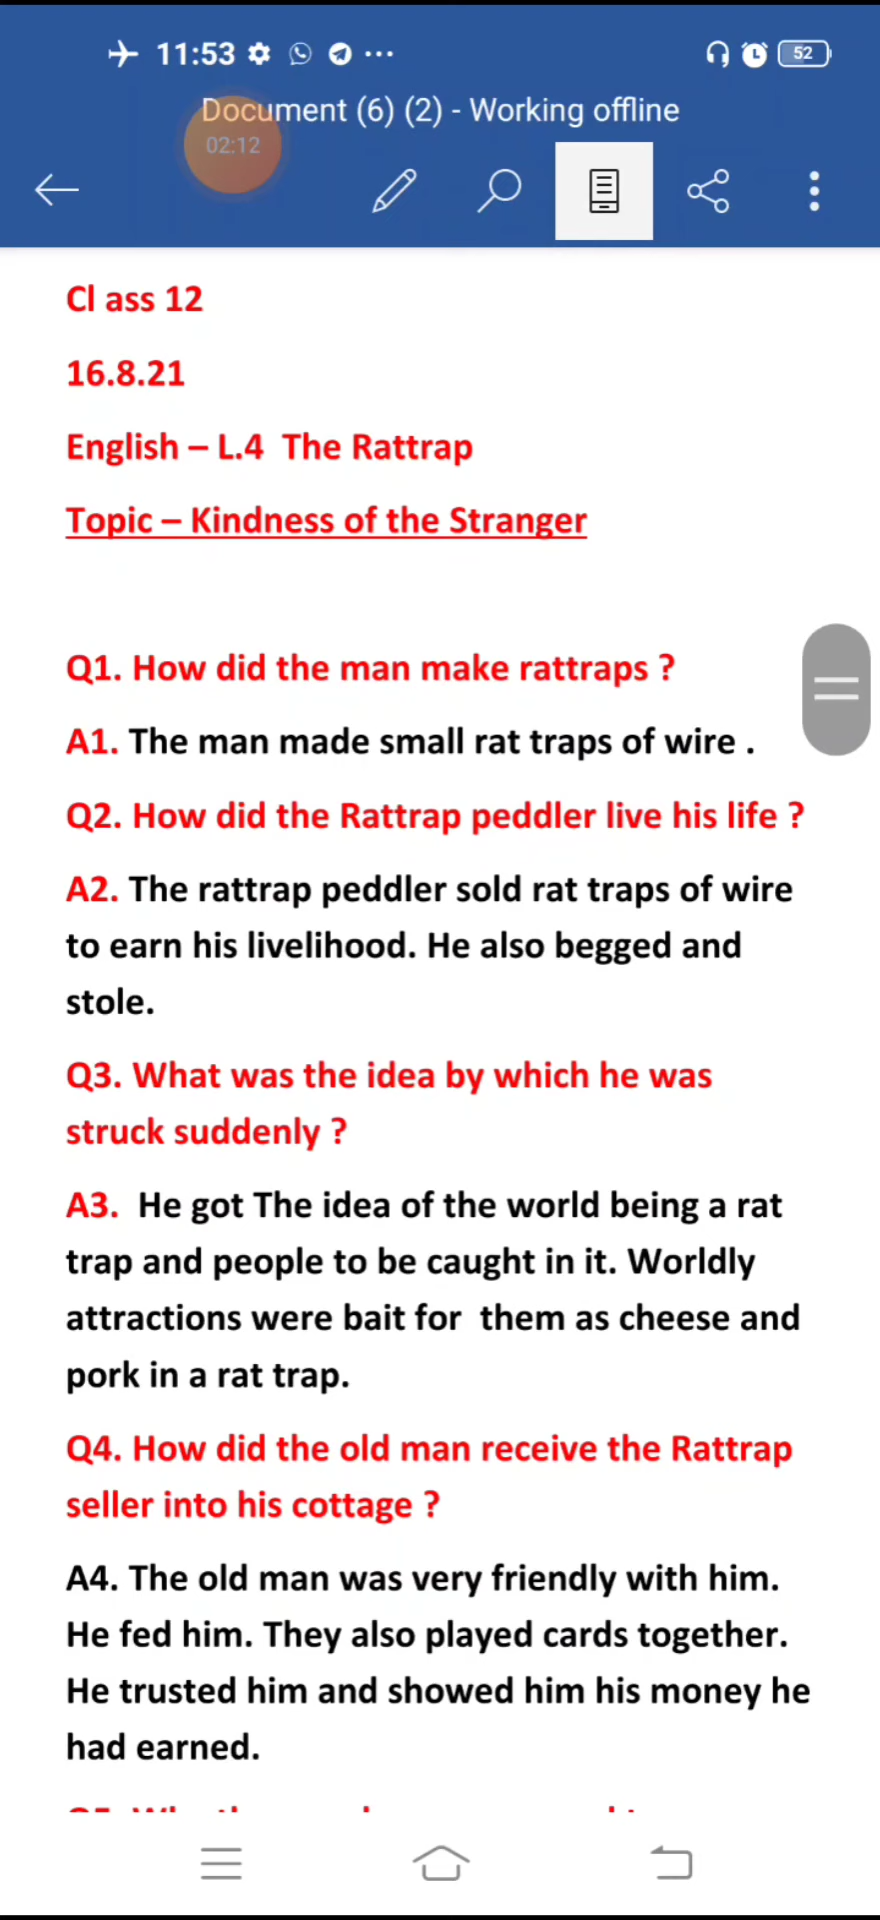 11:53
52
Document (6) (2) - Working offline
02:12
Cl ass 12
16.8.21
English – L.4  The Rattrap
Topic – Kindness of the Stranger
Q1. How did the man make rattraps ?
A1. The man made small rat traps of wire .
Q2. How did the Rattrap peddler live his life ?
A2. The rattrap peddler sold rat traps of wire
to earn his livelihood. He also begged and
stole.
Q3. What was the idea by which he was
struck suddenly ?
A3.  He got The idea of the world being a rat
trap and people to be caught in it. Worldly
attractions were bait for  them as cheese and
pork in a rat trap.
Q4. How did the old man receive the Rattrap
seller into his cottage ?
A4. The old man was very friendly with him.
He fed him. They also played cards together.
He trusted him and showed him his money he
had earned.